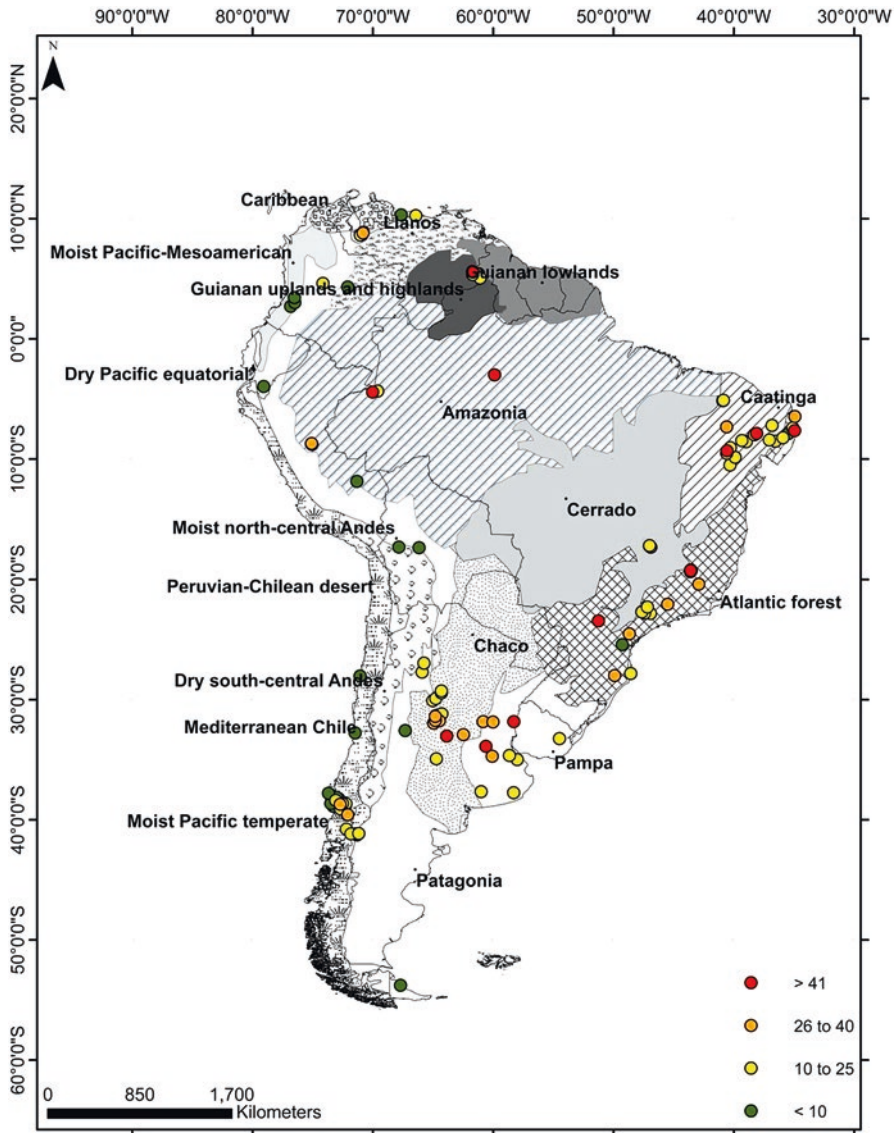 90°0'0"W 80°0'0"W 70°0'0"W 60°0'0"W 50°0'0"W 40°0'0"W 30°0'0"W
N
20°0'0"N
10°0'0"N
0°0'0"
10°0'0"S
20°0'0"S
30°0'0"S
40°0'0"S
50°0'0"S
60°0'0"S
Caribbean
Llanos
Moist Pacific-Mesoamerican
Guianan lowlands
Guianan uplands and highlands
Dry Pacific equatorial
Caatinga
Amazonia
Cerrado
Moist north-central Andes
Peruvian-Chilean desert
Atlantic forest
Chaco
Dry south-central Andes
Mediterranean Chile
Pampa
Moist Pacific temperate
Patagonia
> 41
26 to 40
10 to 25
< 10
0 850 1,700
Kilometers